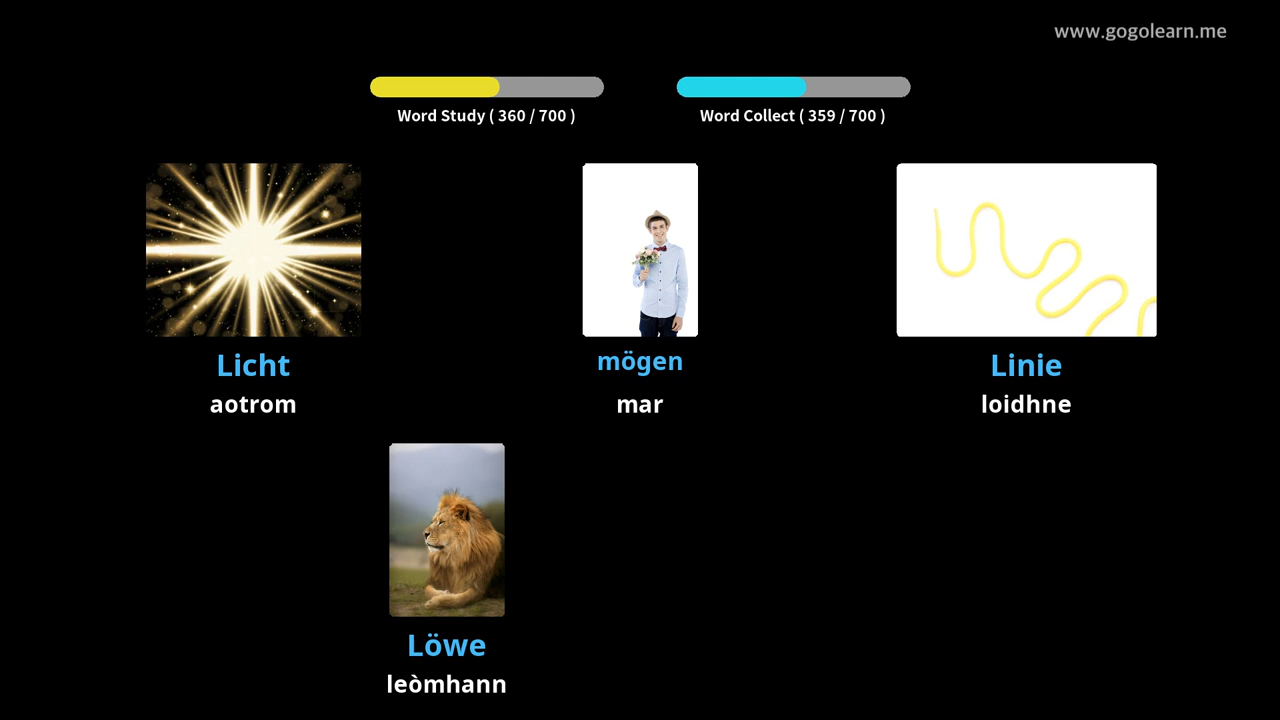 www.gogolearn.me
Word Study ( 360 / 700 )
Word Collect ( 359 / 700 )
Licht
aotrom
mögen
mar
Linie
loidhne
Löwe
leòmhann